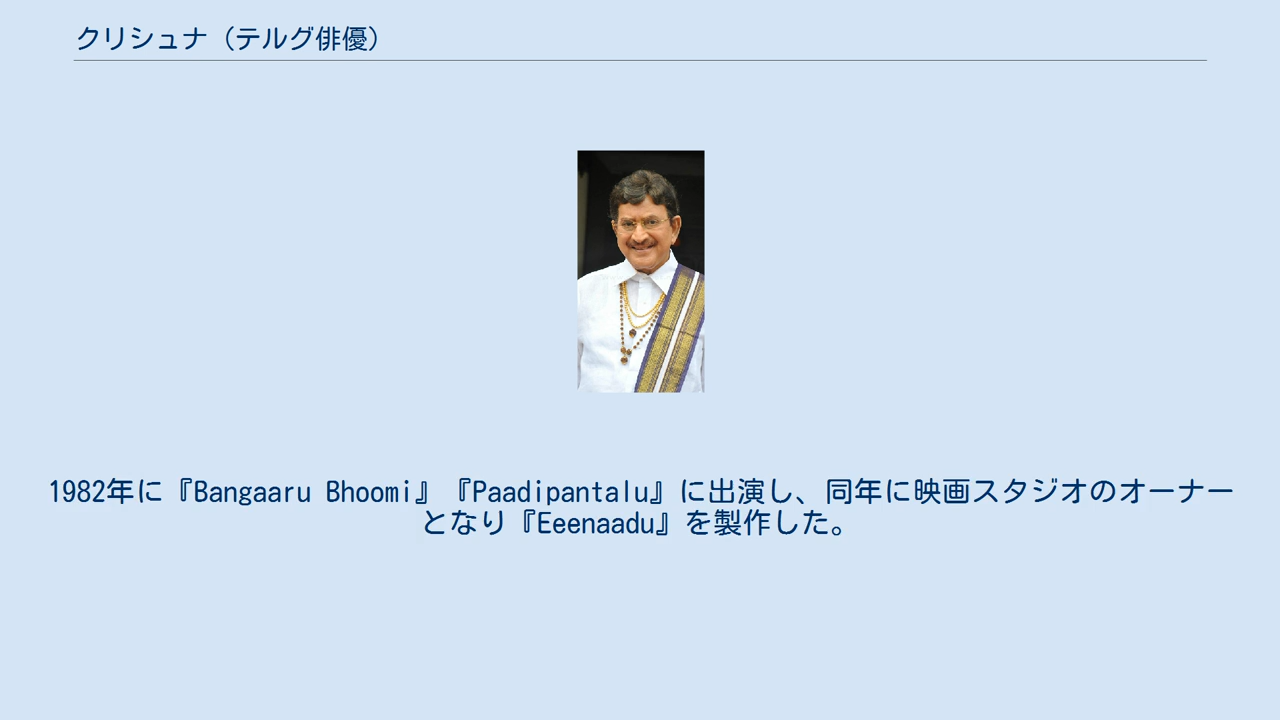 クリシュナ（テルグ俳優）
1982年に『Bangaaru Bhoomi』『Paadipantalu』に出演し、同年に映画スタジオのオーナー
となり『Eeenaadu』を製作した。